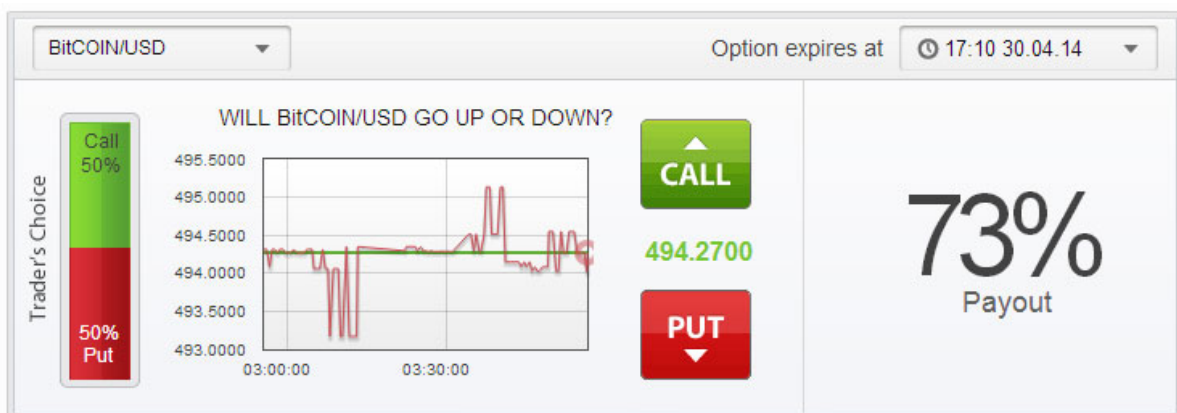 BitCOIN/USD
Option expires at
17:10 30.04.14
WILL BitCOIN/USD GO UP OR DOWN?
Trader's Choice
Call
50%
50%
Put
495.5000
495.0000
494.5000
494.0000
493.5000
493.0000
03:00:00
03:30:00
CALL
494.2700
PUT
73%
Payout